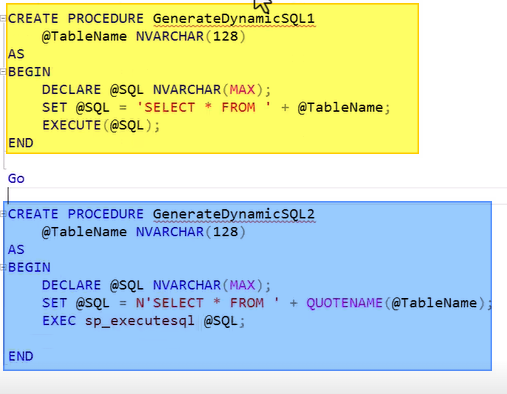 CREATE PROCEDURE GenerateDynamicSQL1
@TableName NVARCHAR(128)
AS
BEGIN
DECLARE @SQL NVARCHAR(MAX);
SET @SQL = 'SELECT * FROM ' + @TableName;
EXECUTE(@SQL);
END
Go
CREATE PROCEDURE GenerateDynamicSQL2
@TableName NVARCHAR(128)
AS
BEGIN
DECLARE @SQL NVARCHAR(MAX);
SET @SQL = N'SELECT * FROM ' + QUOTENAME(@TableName);
EXEC sp_executesql @SQL;
END